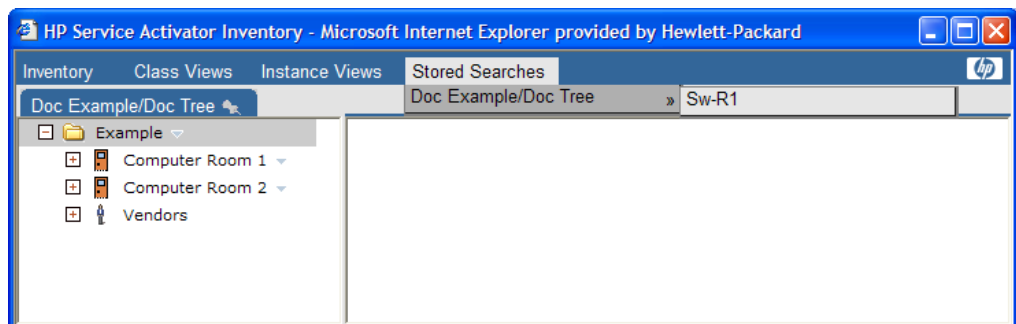 HP Service Activator Inventory - Microsoft Internet Explorer provided by Hewlett-Packard
Inventory Class Views Instance Views Stored Searches hp
Doc Example/Doc Tree Doc Example/Doc Tree » Sw-R1
Example
Computer Room 1
Computer Room 2
Vendors